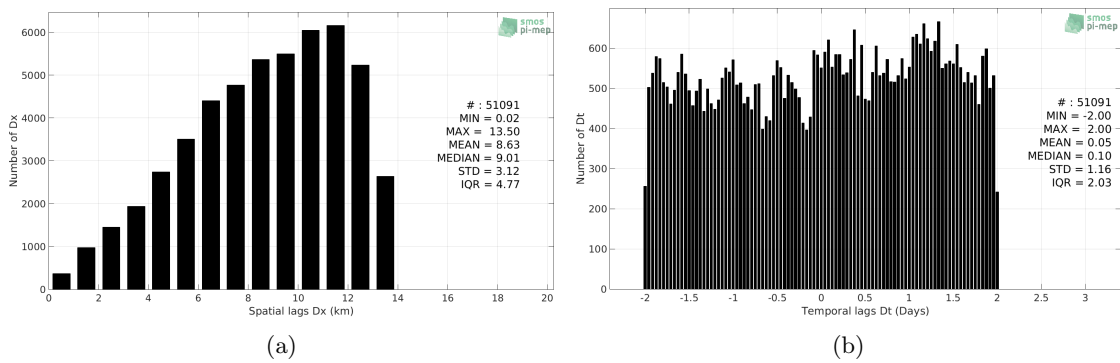 smos
pi-mep
6000
5000
4000
3000
2000
1000
0
Number of Dx
# : 51091
MIN = 0.02
MAX = 13.50
MEAN = 8.63
MEDIAN = 9.01
STD = 3.12
IQR = 4.77
0 2 4 6 8 10 12 14 16 18 20
Spatial lags Dx (km)
(a)
smos
pi-mep
600
500
400
300
200
100
0
Number of Dt
# : 51091
MIN = -2.00
MAX = 2.00
MEAN = 0.05
MEDIAN = 0.10
STD = 1.16
IQR = 2.03
-2 -1.5 -1 -0.5 0 0.5 1 1.5 2 2.5 3
Temporal lags Dt (Days)
(b)